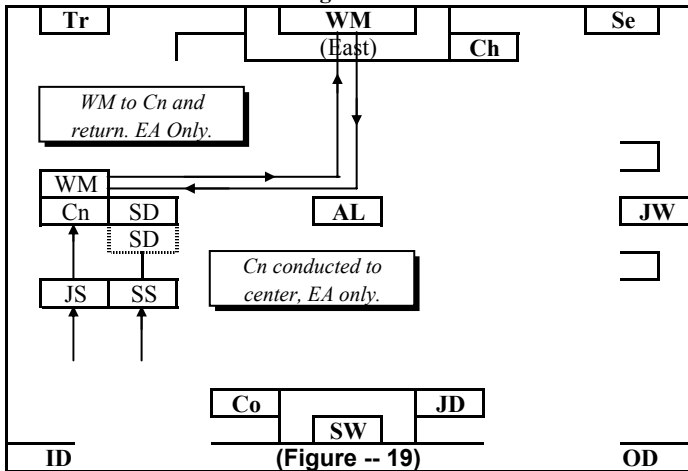 Tr WM Se
(East) Ch
WM to Cn and
return. EA Only.
WM
Cn SD AL JW
SD
Cn conducted to
center, EA only.
JS SS
Co JD
SW
ID (Figure -- 19) OD